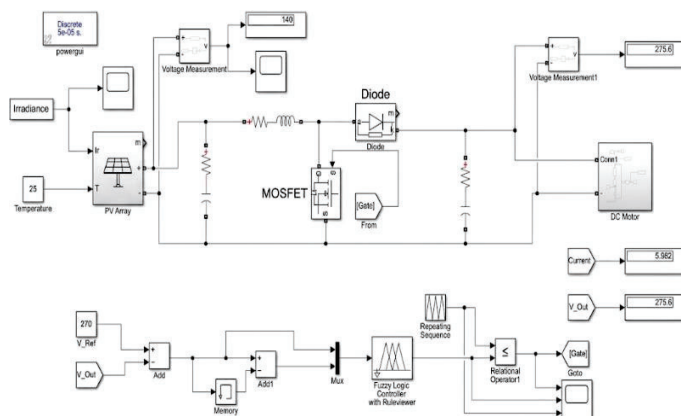 Discrete
5e-05 s.
powergui
140
Voltage Measurement
275.6
Voltage Measurement1
Irradiance
Ir
T
m
+
-
PV Array
25
Temperature
Diode
a
k
m
Diode
MOSFET
[Gate]
From
Conn1
DC Motor
Current
5.982
V_Out
275.6
270
V_Ref
V_Out
Add
Memory
Add1
Mux
Fuzzy Logic
Controller
with Ruleviewer
Repeating
Sequence
≤
Relational
Operator1
[Gate]
Goto